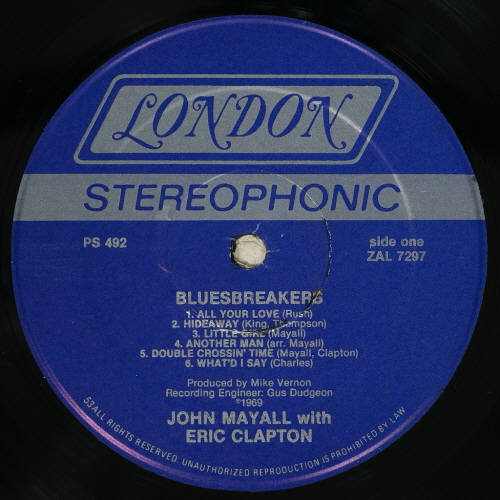 LONDON
STEREOPHONIC
PS 492
side one
ZAL 7297
BLUESBREAKERS
1. ALL YOUR LOVE (Rush)
2. HIDEAWAY (King, Thompson)
3. LITTLE GIRL (Mayall)
4. ANOTHER MAN (arr. Mayall)
5. DOUBLE CROSSIN' TIME (Mayall, Clapton)
6. WHAT'D I SAY (Charles)
Produced by Mike Vernon
Recording Engineer: Gus Dudgeon
©1969
JOHN MAYALL with
ERIC CLAPTON
53 ALL RIGHTS RESERVED. UNAUTHORIZED REPRODUCTION IS PROHIBITED BY LAW